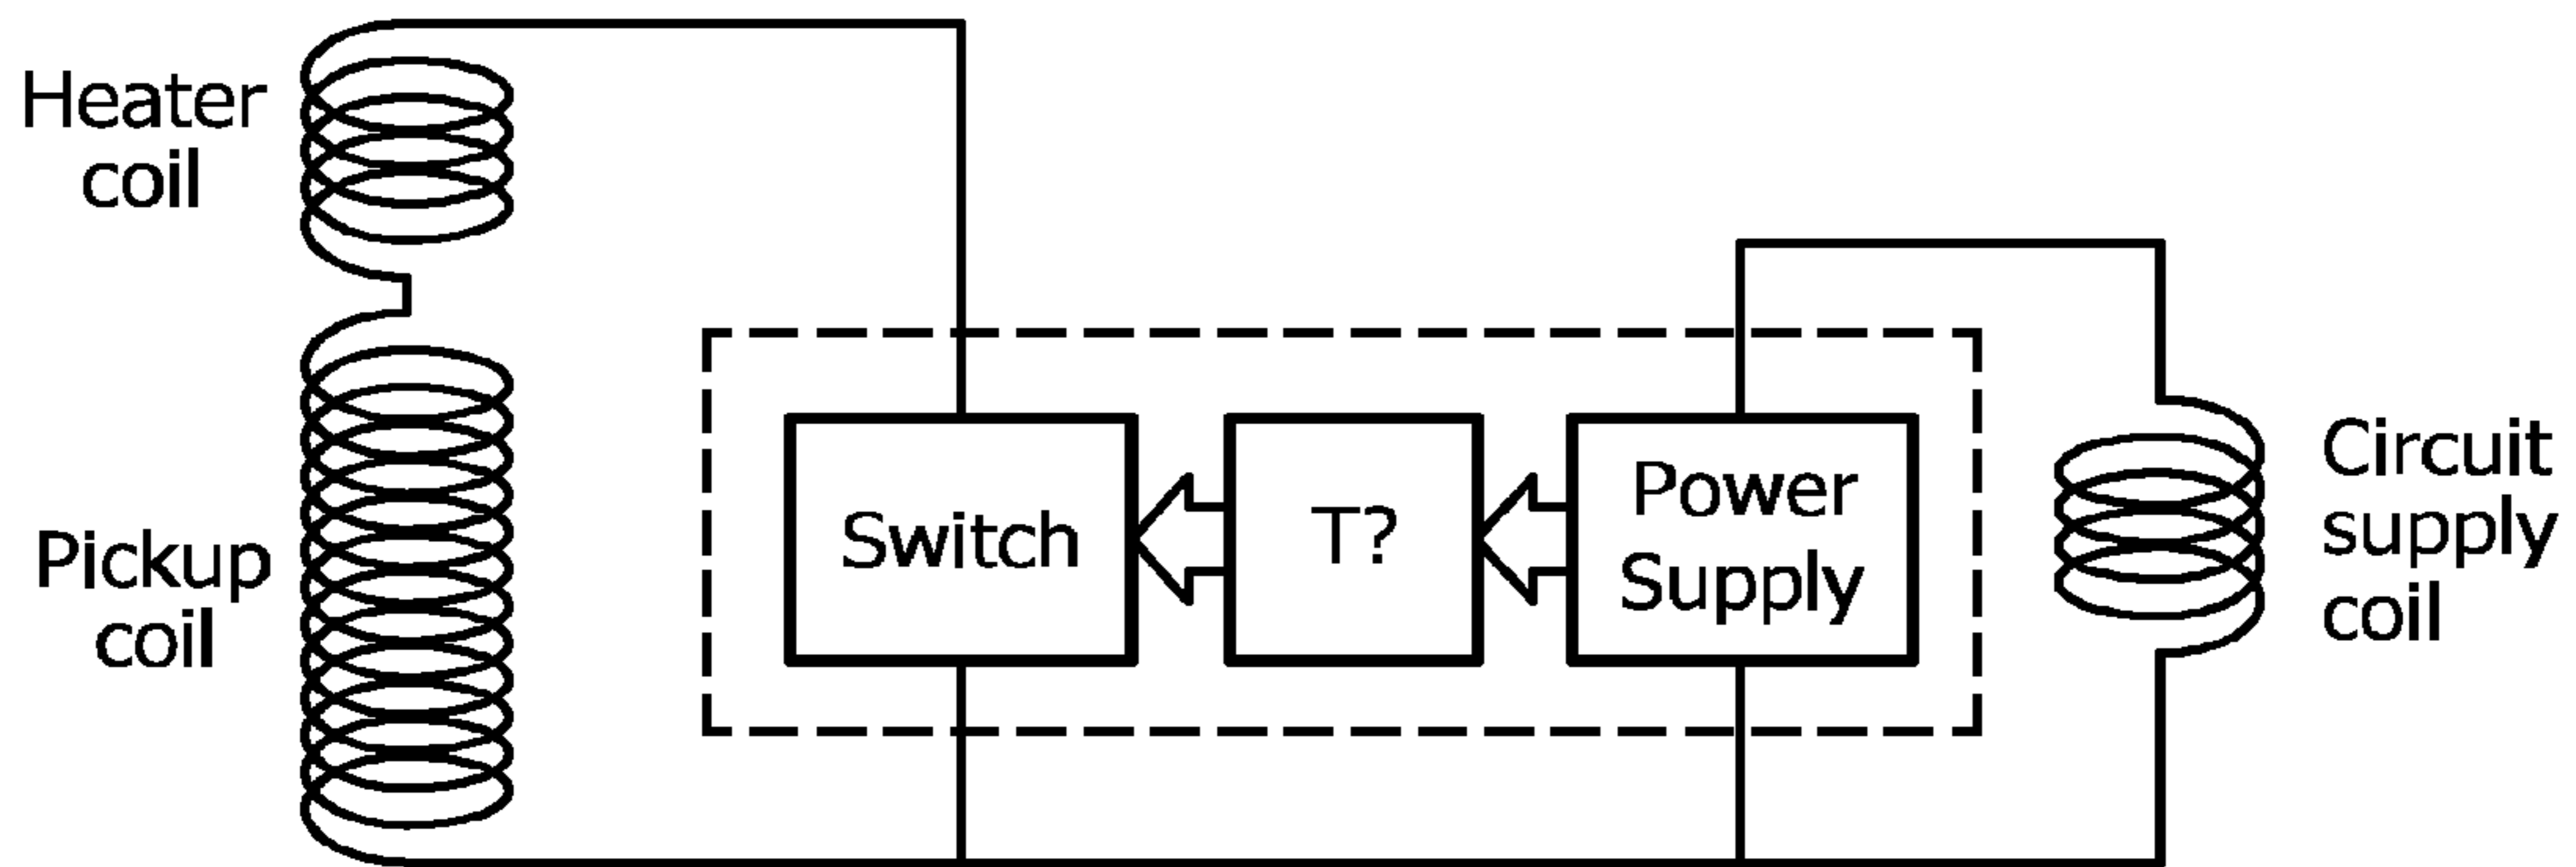 Heater
coil
Pickup
coil
Switch
T?
Power
Supply
Circuit
supply
coil